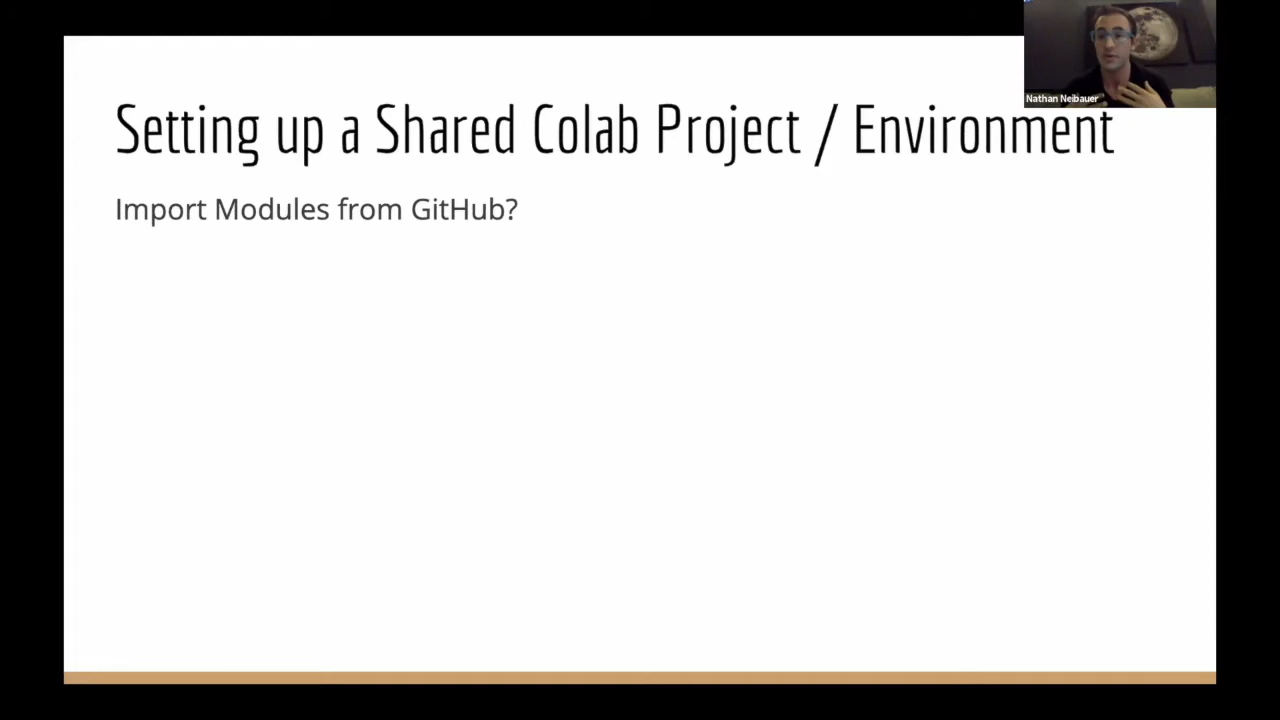 Setting up a Shared Colab Project / Environment
Import Modules from GitHub?
Nathan Neibauer